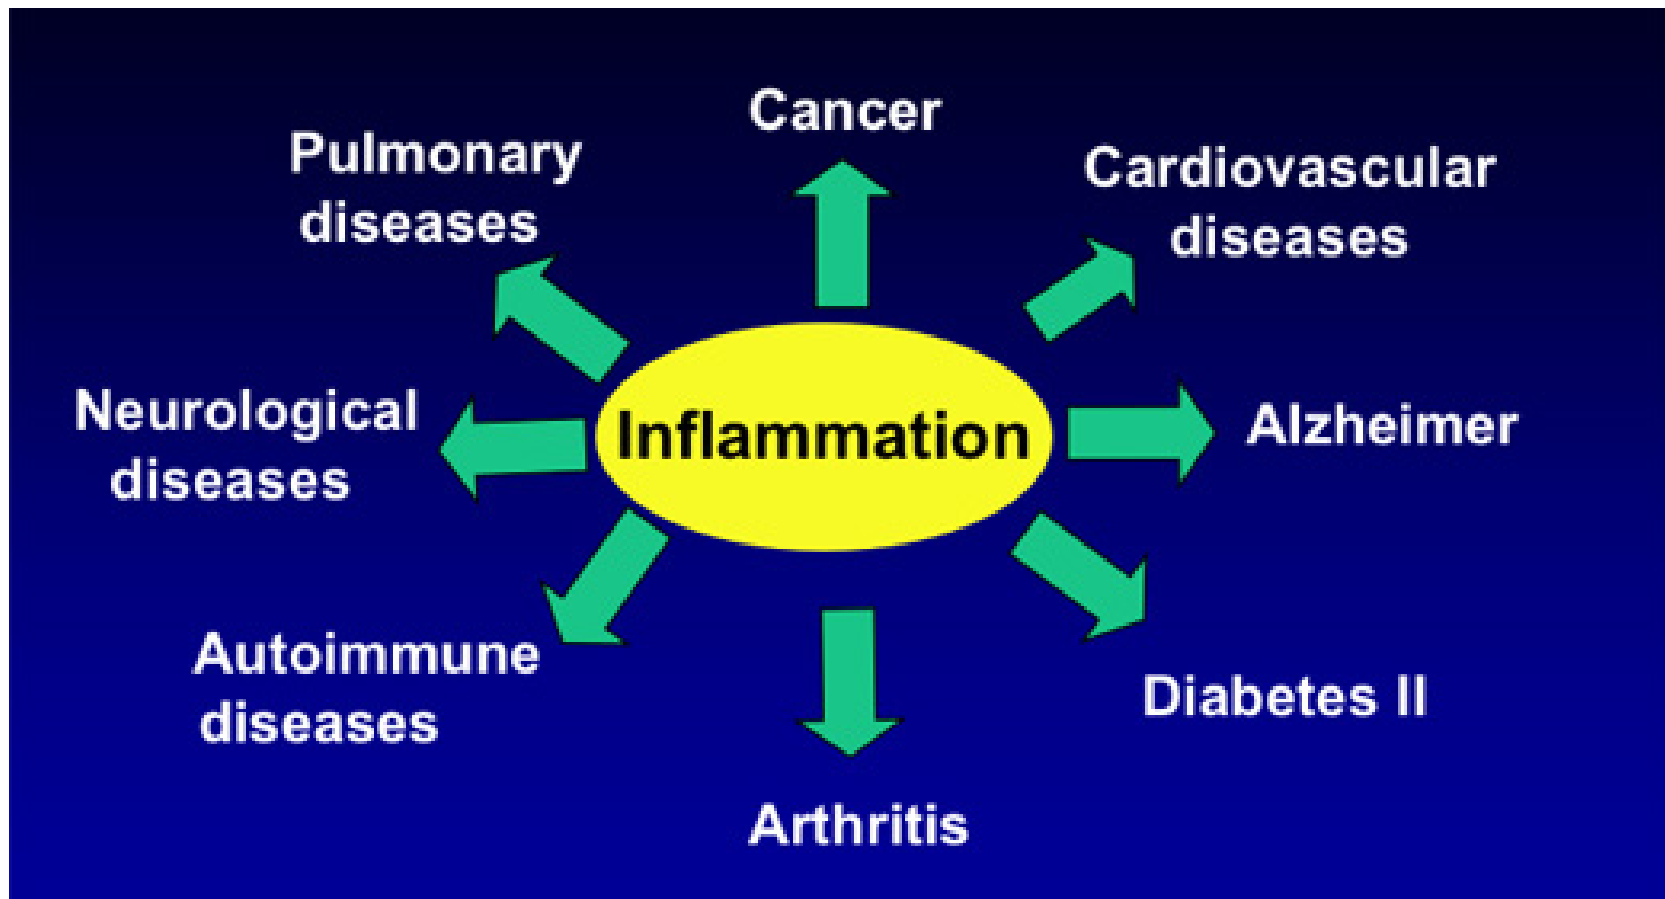 Cancer
Pulmonary
diseases
Cardiovascular
diseases
Neurological
diseases
Inflammation
Alzheimer
Autoimmune
diseases
Diabetes II
Arthritis